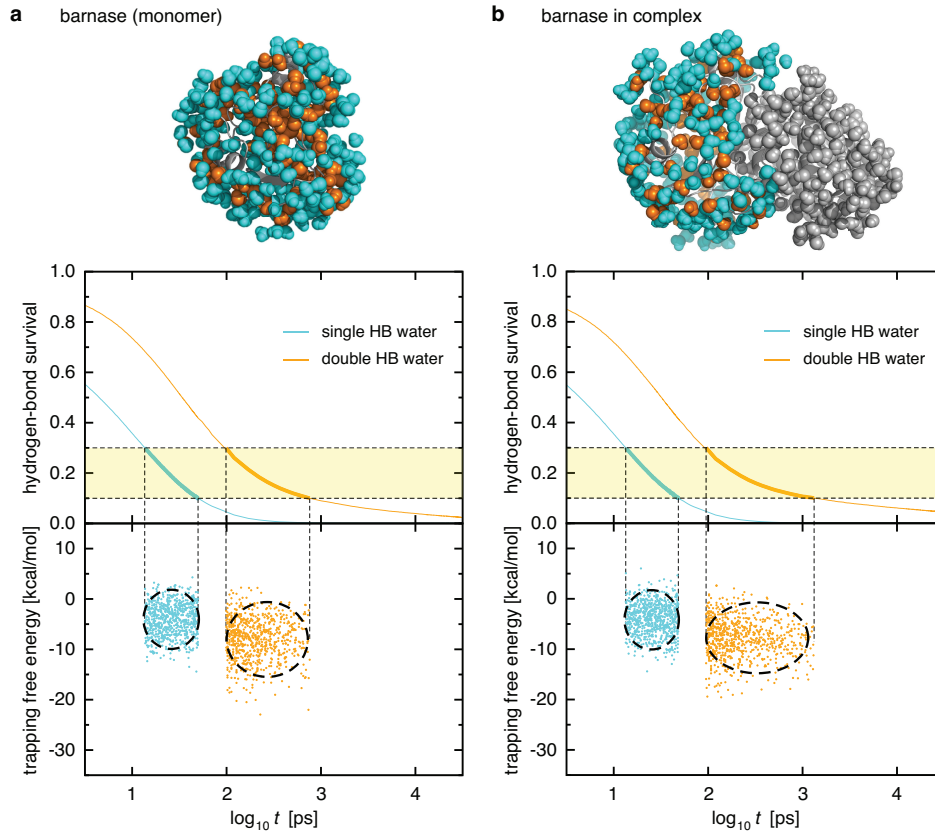 a barnase (monomer)
b barnase in complex
1.0
0.8
0.6
0.4
0.2
0.0
hydrogen-bond survival
single HB water
double HB water
10
0
-10
-20
-30
trapping free energy [kcal/mol]
1 2 3 4
log10 t [ps]
1.0
0.8
0.6
0.4
0.2
0.0
hydrogen-bond survival
single HB water
double HB water
10
0
-10
-20
-30
trapping free energy [kcal/mol]
1 2 3 4
log10 t [ps]